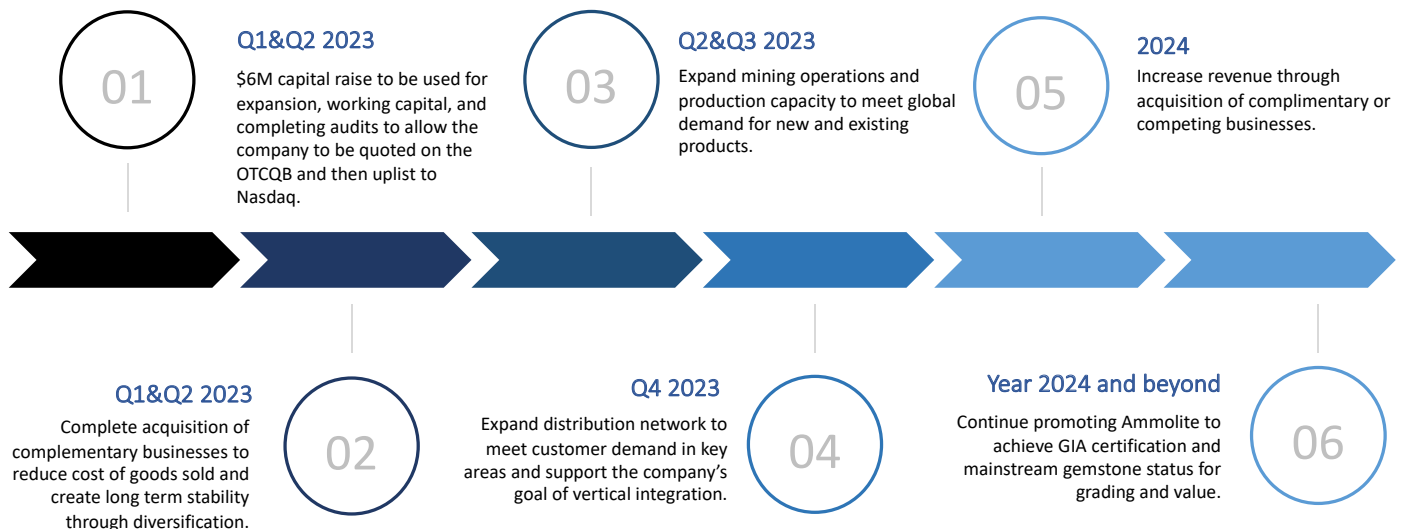 01
Q1&Q2 2023
$6M capital raise to be used for
expansion, working capital, and
completing audits to allow the
company to be quoted on the
OTCQB and then uplist to
Nasdaq.
02
Q1&Q2 2023
Complete acquisition of
complementary businesses to
reduce cost of goods sold and
create long term stability
through diversification.
03
Q2&Q3 2023
Expand mining operations and
production capacity to meet global
demand for new and existing
products.
04
Q4 2023
Expand distribution network to
meet customer demand in key
areas and support the company’s
goal of vertical integration.
05
2024
Increase revenue through
acquisition of complimentary or
competing businesses.
06
Year 2024 and beyond
Continue promoting Ammolite to
achieve GIA certification and
mainstream gemstone status for
grading and value.